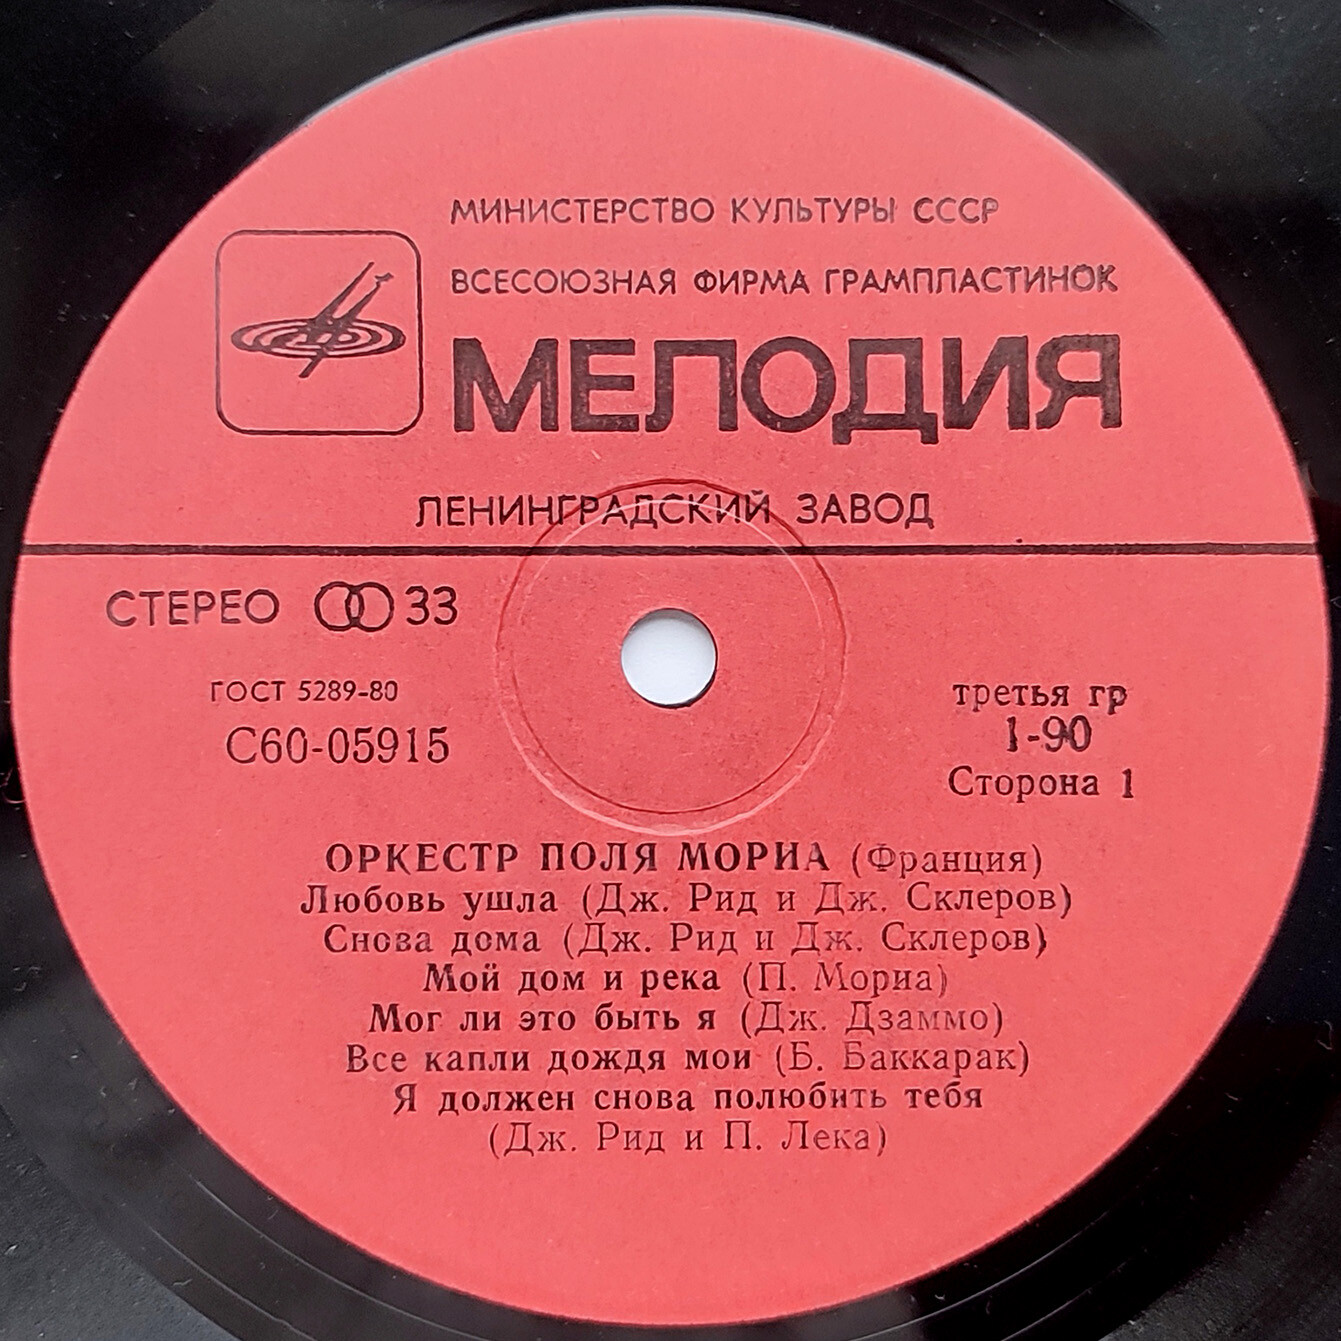 МИНИСТЕРСТВО КУЛЬТУРЫ СССР
ВСЕСОЮЗНАЯ ФИРМА ГРАМПЛАСТИНОК
МЕЛОДИЯ
ЛЕНИНГРАДСКИЙ ЗАВОД
СТЕРЕО 33
ГОСТ 5289-80
С60-05915
третья гр
1-90
Сторона 1
ОРКЕСТР ПОЛЯ МОРИА (Франция)
Любовь ушла (Дж. Рид и Дж. Склеров)
Снова дома (Дж. Рид и Дж. Склеров)
Мой дом и река (П. Мориа)
Мог ли это быть я (Дж. Дзаммо)
Все капли дождя мои (Б. Баккарак)
Я должен снова полюбить тебя
(Дж. Рид и П. Лека)